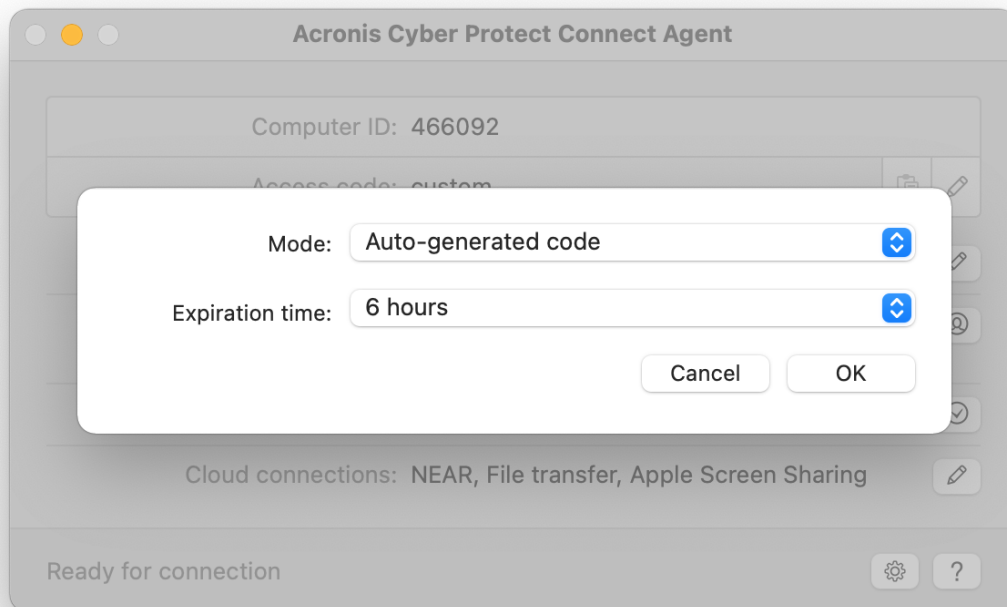 Acronis Cyber Protect Connect Agent
Computer ID: 466092
Access code: custom
Mode: Auto-generated code
Expiration time: 6 hours
Cancel OK
Cloud connections: NEAR, File transfer, Apple Screen Sharing
Ready for connection ?